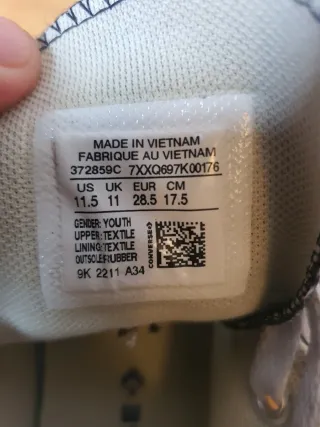 MADE IN VIETNAM
FABRIQUE AU VIETNAM
372859C 7XXQ697K00176
US UK EUR CM
11.5 11 28.5 17.5
GENDER: YOUTH
UPPER: TEXTILE
LINING: TEXTILE
OUTSOLE: RUBBER
CONVERSE
9K 2211 A34